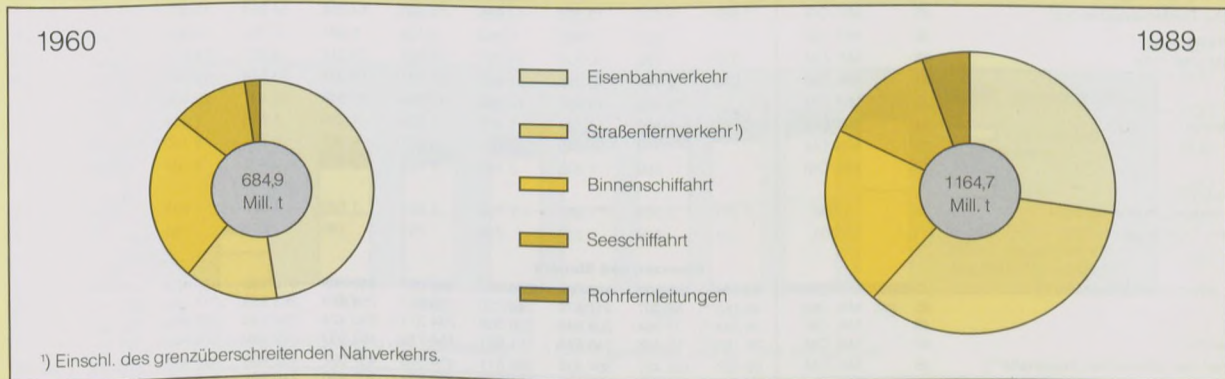 1960
1989
684,9
Mill. t
Eisenbahnverkehr
Straßenfernverkehr¹)
Binnenschiffahrt
Seeschiffahrt
Rohrfernleitungen
1164,7
Mill. t
¹) Einschl. des grenzüberschreitenden Nahverkehrs.